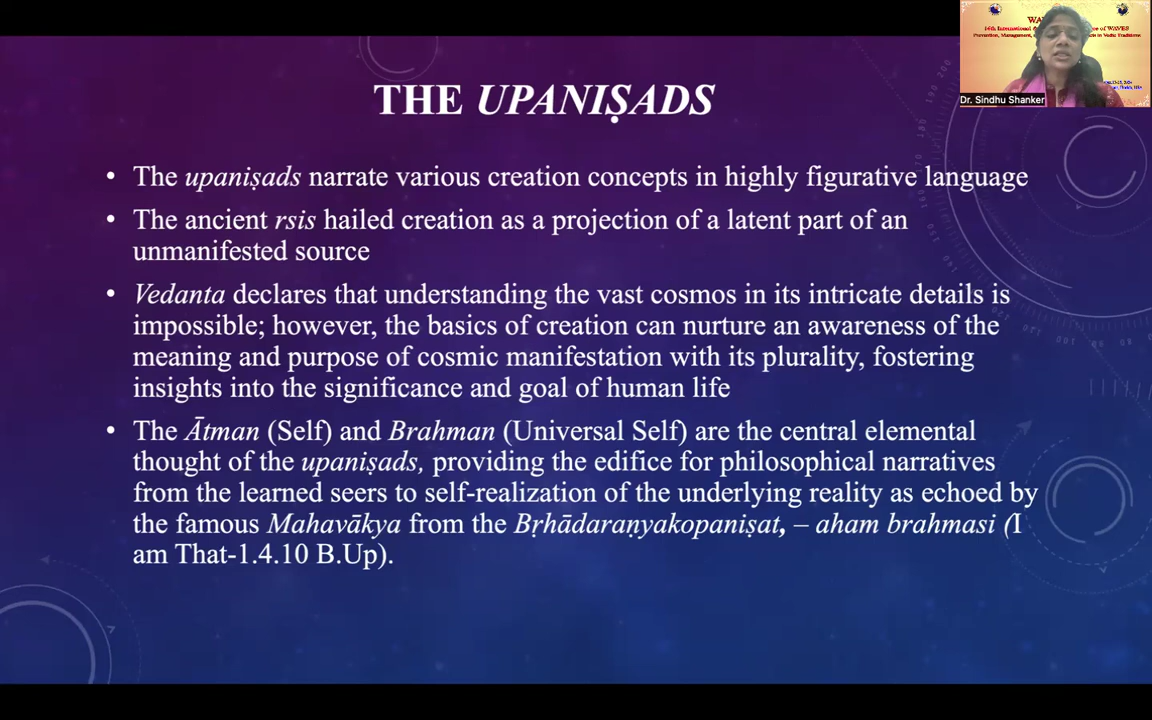 THE UPANIṢADS
• The upaniṣads narrate various creation concepts in highly figurative language
• The ancient rsis hailed creation as a projection of a latent part of an
unmanifested source
• Vedanta declares that understanding the vast cosmos in its intricate details is
impossible; however, the basics of creation can nurture an awareness of the
meaning and purpose of cosmic manifestation with its plurality, fostering
insights into the significance and goal of human life
• The Ātman (Self) and Brahman (Universal Self) are the central elemental
thought of the upaniṣads, providing the edifice for philosophical narratives
from the learned seers to self-realization of the underlying reality as echoed by
the famous Mahavākya from the Bṛhādaraṇyakopaniṣat, – aham brahmasi (I
am That-1.4.10 B.Up).
Dr. Sindhu Shanker